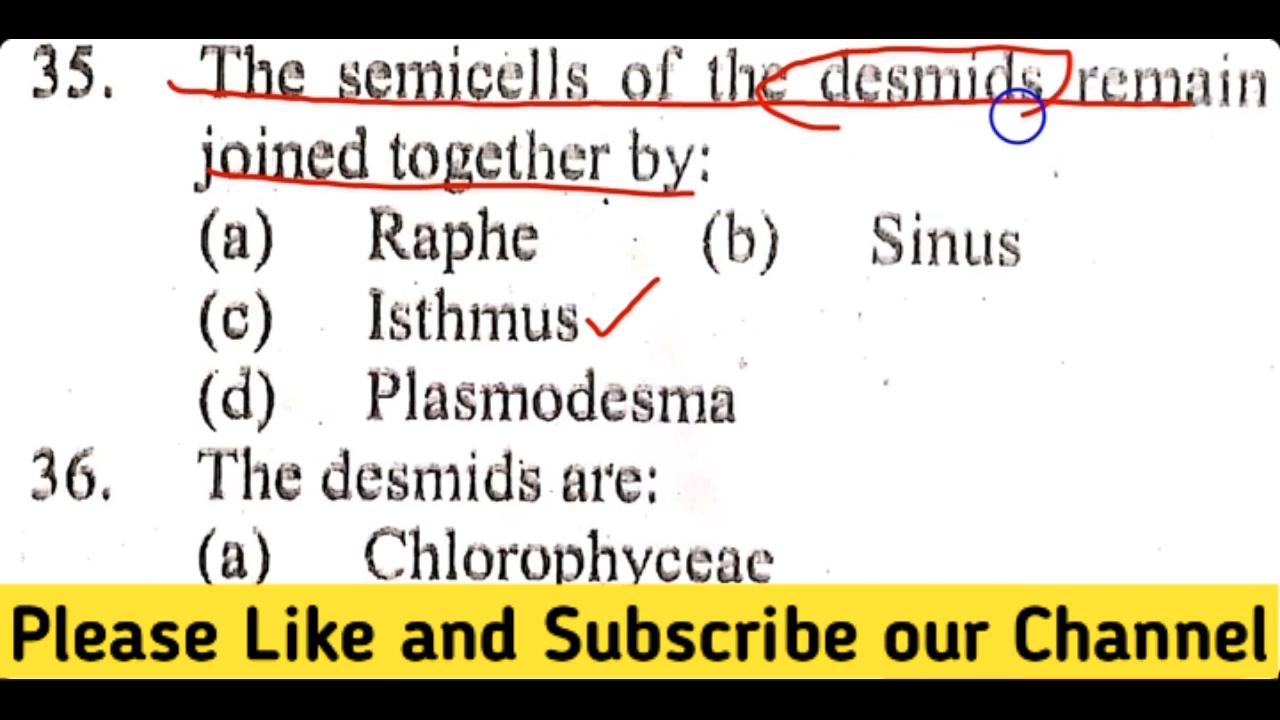 35. The semicells of the desmids remain
joined together by:
(a) Raphe (b) Sinus
(c) Isthmus
(d) Plasmodesma
36. The desmids are:
(a) Chlorophyceae
Please Like and Subscribe our Channel